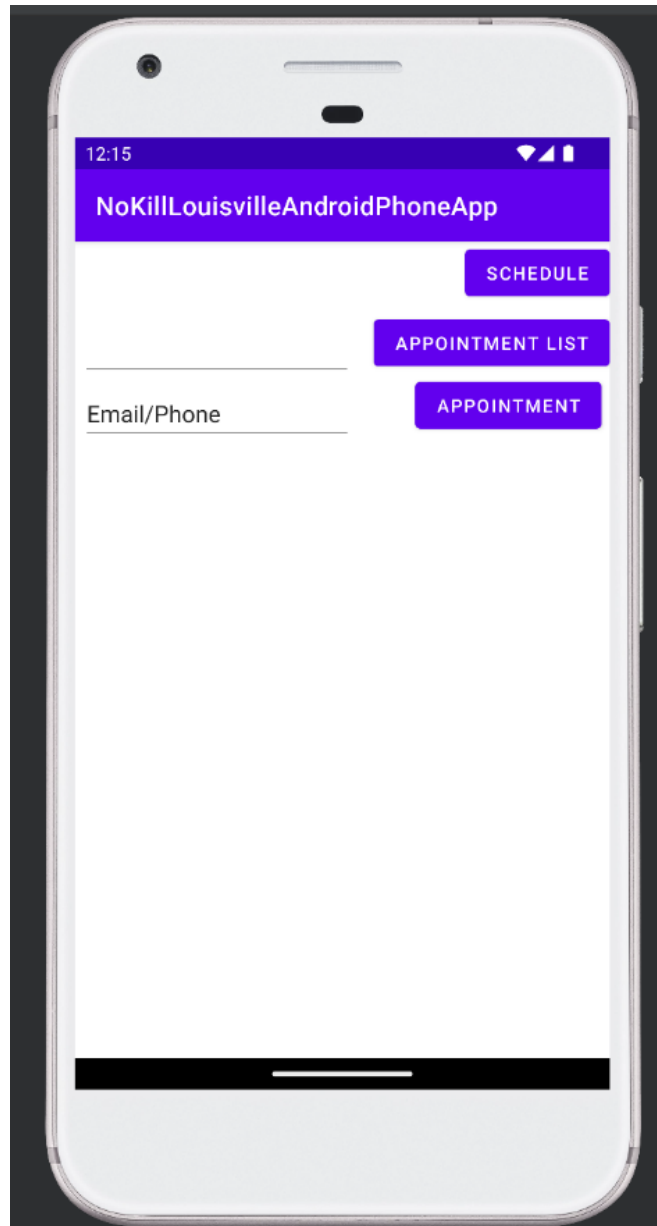 12:15
NoKillLouisvilleAndroidPhoneApp
SCHEDULE
APPOINTMENT LIST
Email/Phone
APPOINTMENT